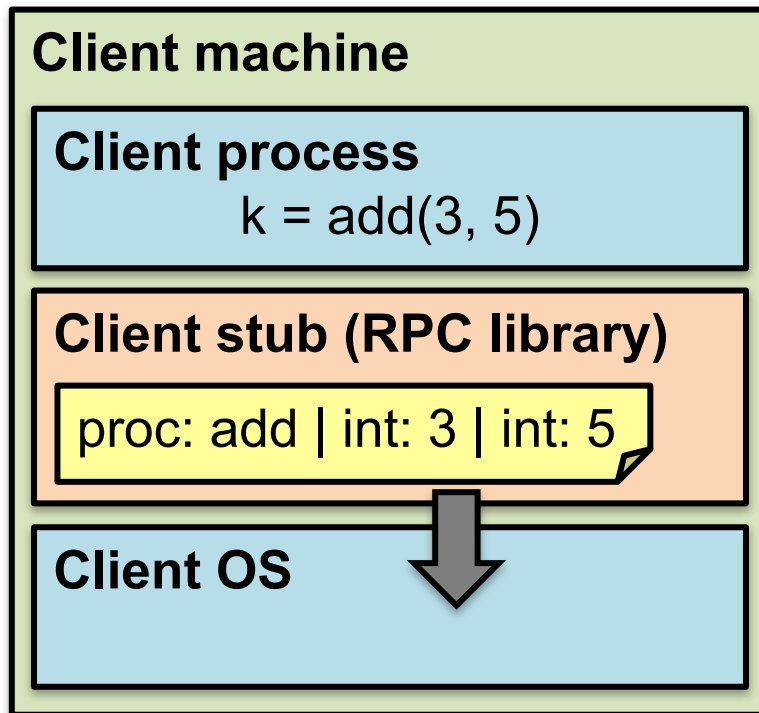 Client machine
Client process
k = add(3, 5)
Client stub (RPC library)
proc: add | int: 3 | int: 5
Client OS